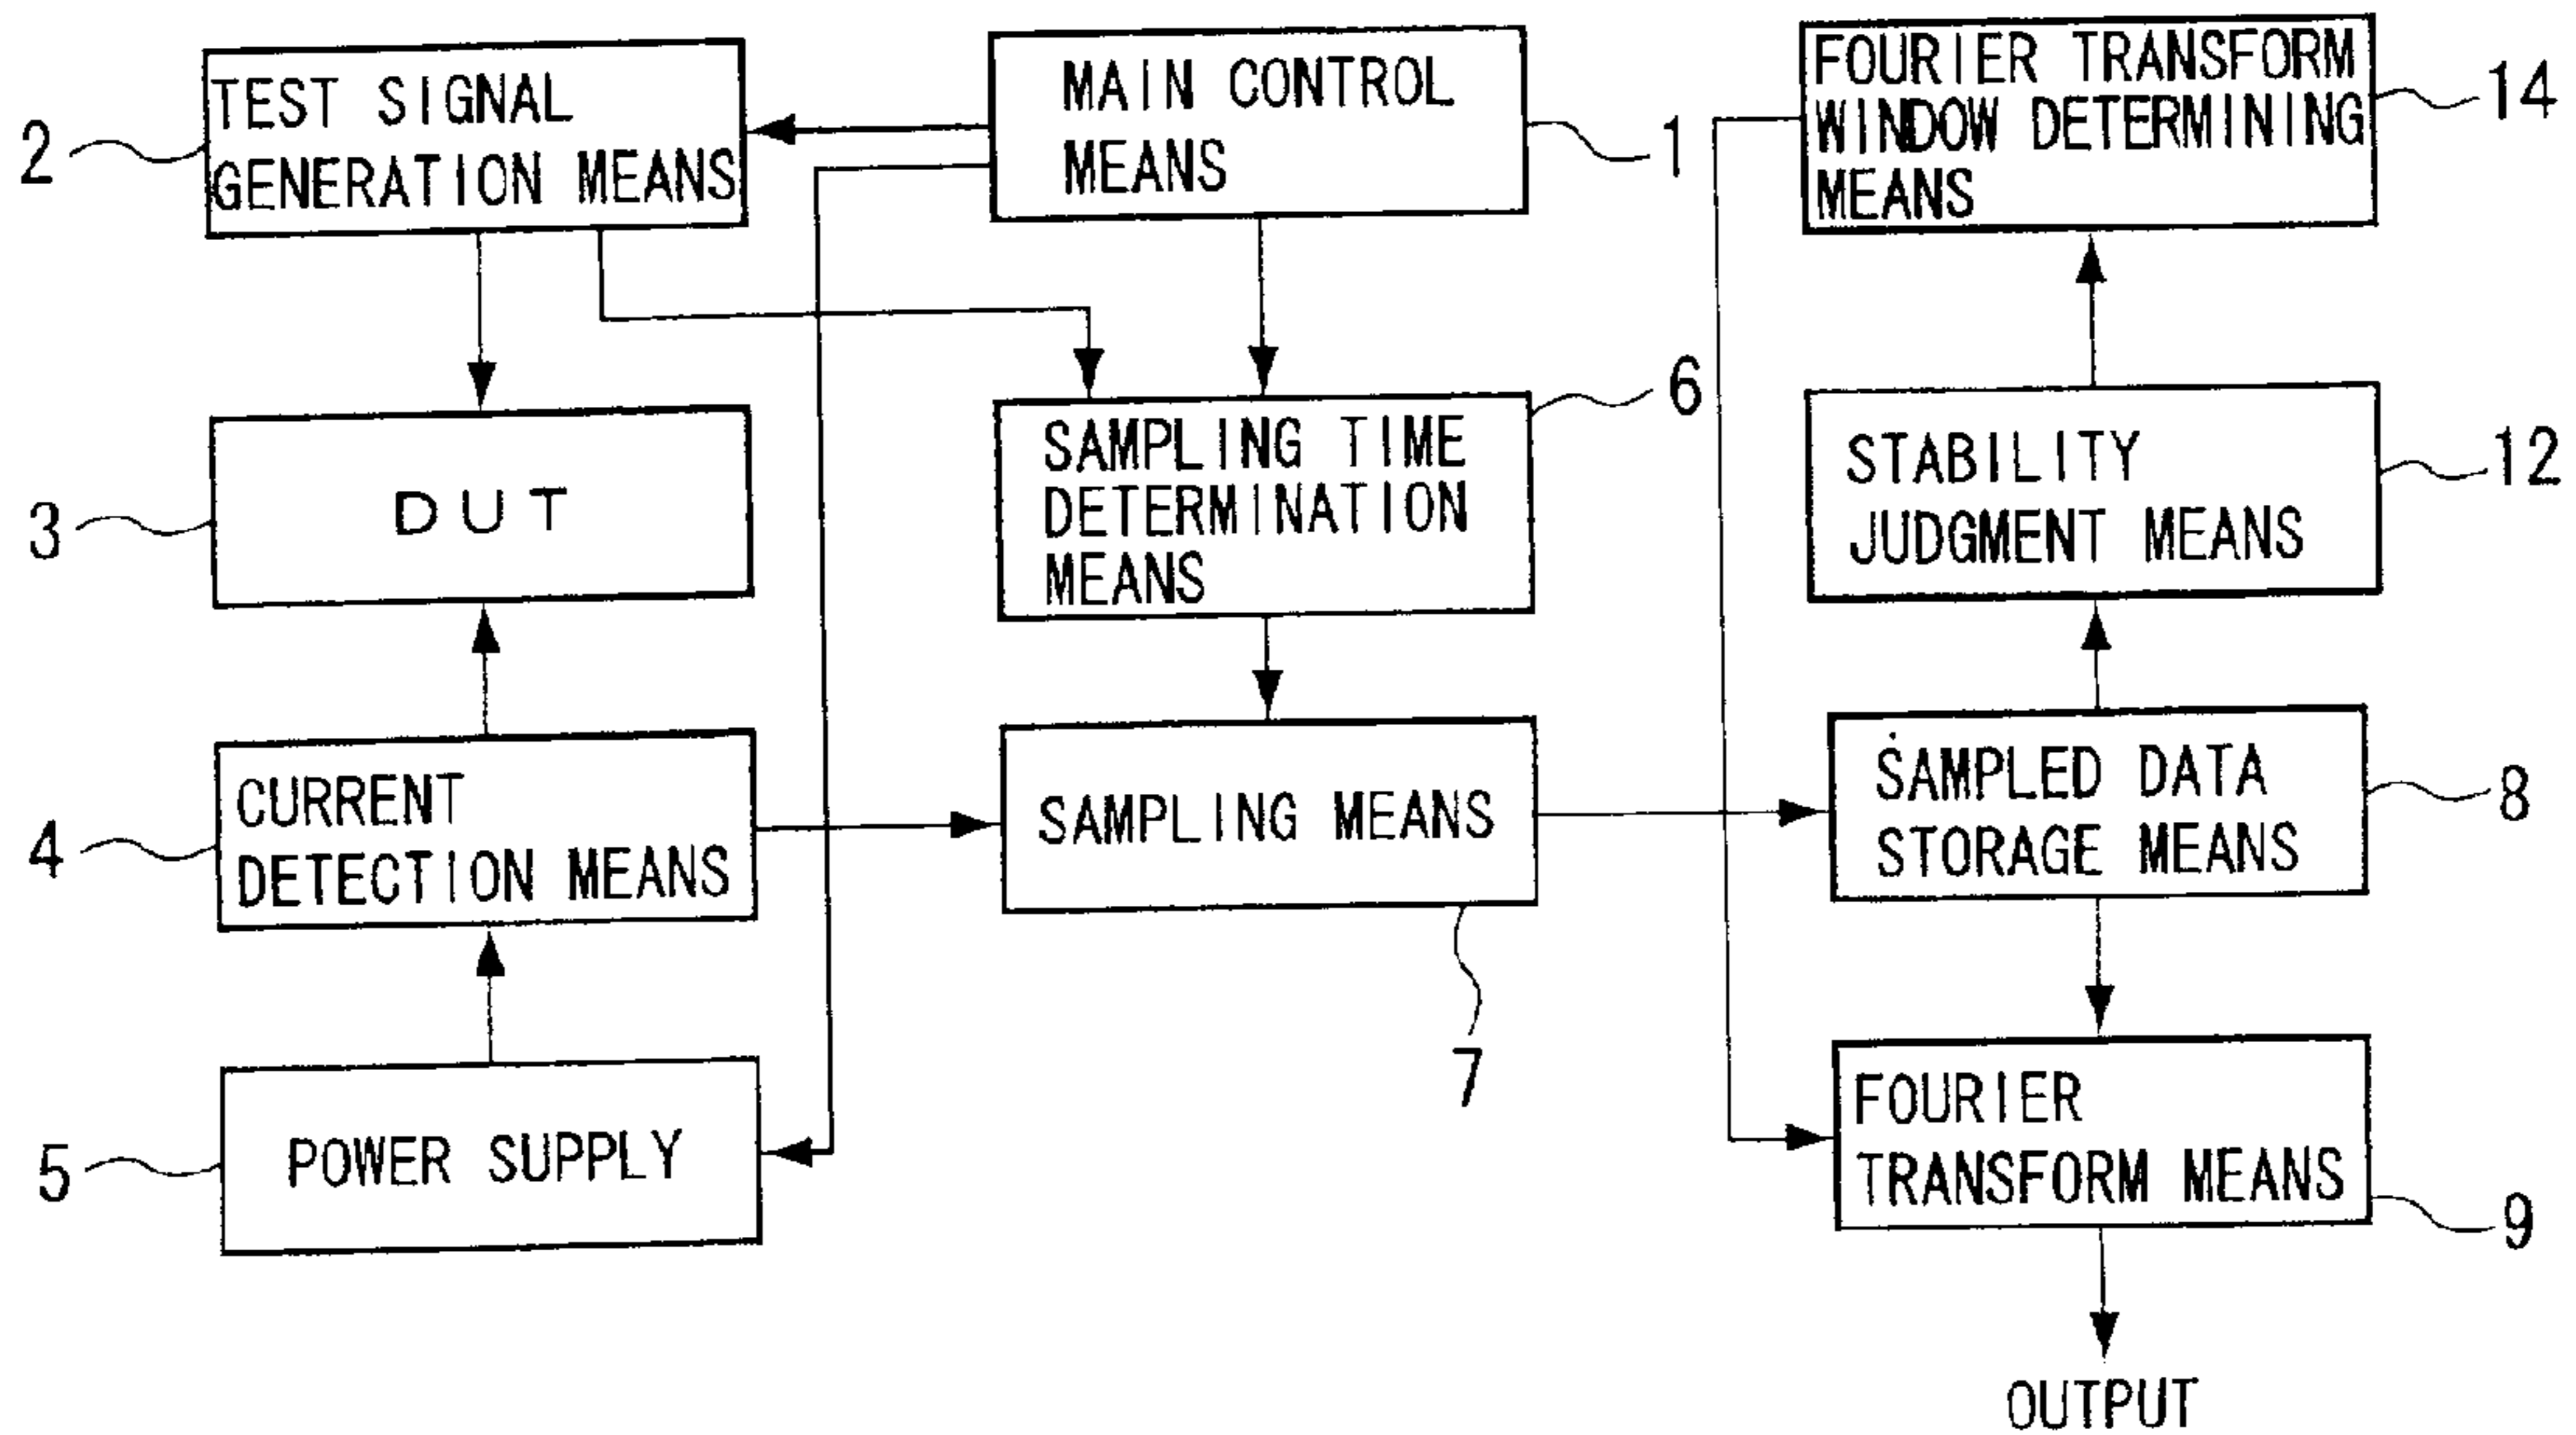 TEST SIGNAL
GENERATION MEANS
2
MAIN CONTROL
MEANS
1
FOURIER TRANSFORM
WINDOW DETERMINING
MEANS
14
DUT
3
SAMPLING TIME
DETERMINATION
MEANS
6
STABILITY
JUDGMENT MEANS
12
CURRENT
DETECTION MEANS
4
SAMPLING MEANS
7
SAMPLED DATA
STORAGE MEANS
8
POWER SUPPLY
5
FOURIER
TRANSFORM MEANS
9
OUTPUT